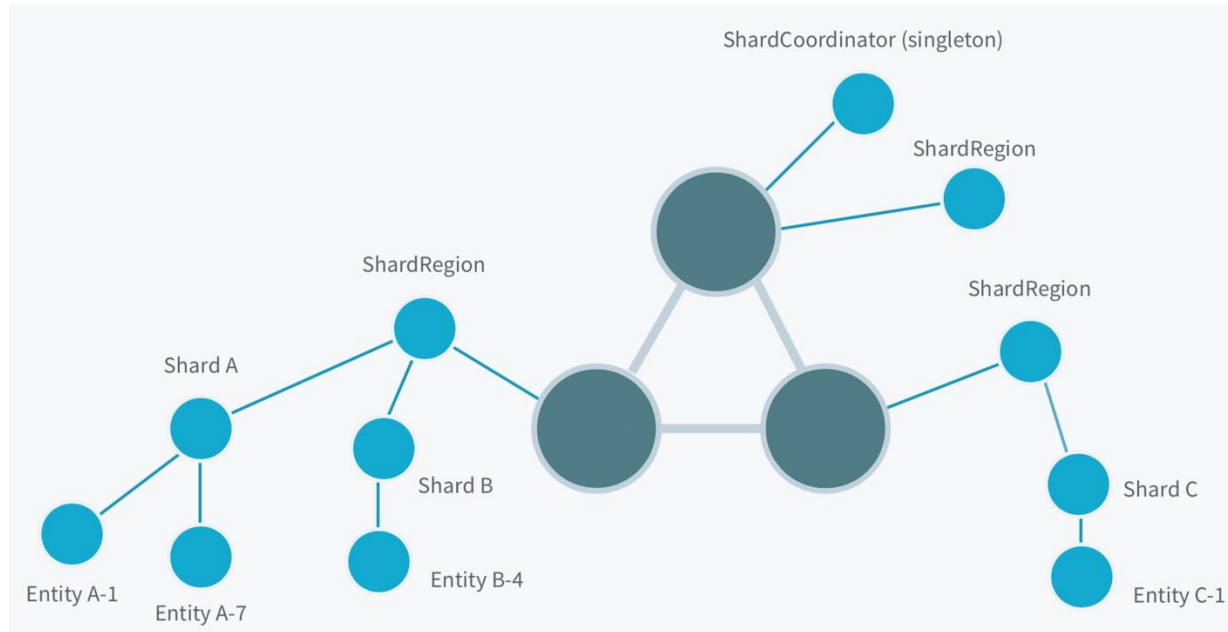 ShardCoordinator (singleton)
ShardRegion
ShardRegion
ShardRegion
Shard A
Shard B
Shard C
Entity A-1
Entity A-7
Entity B-4
Entity C-1